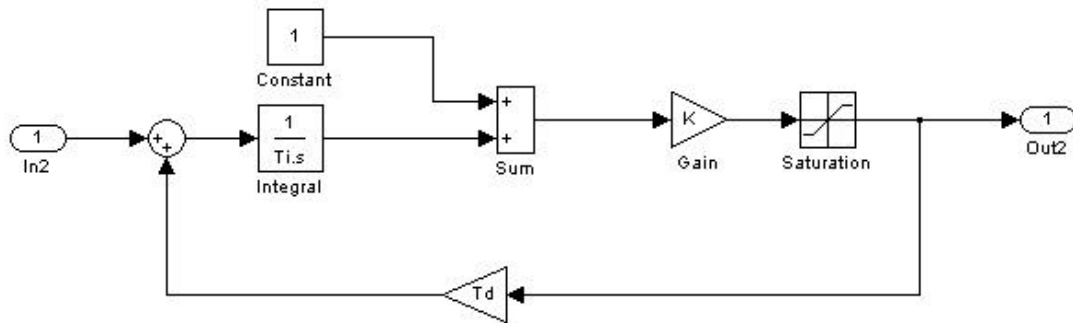 1
Constant
1
In2
+
+
1
Ti.s
Integral
+
+
Sum
K
Gain
Saturation
1
Out2
Td